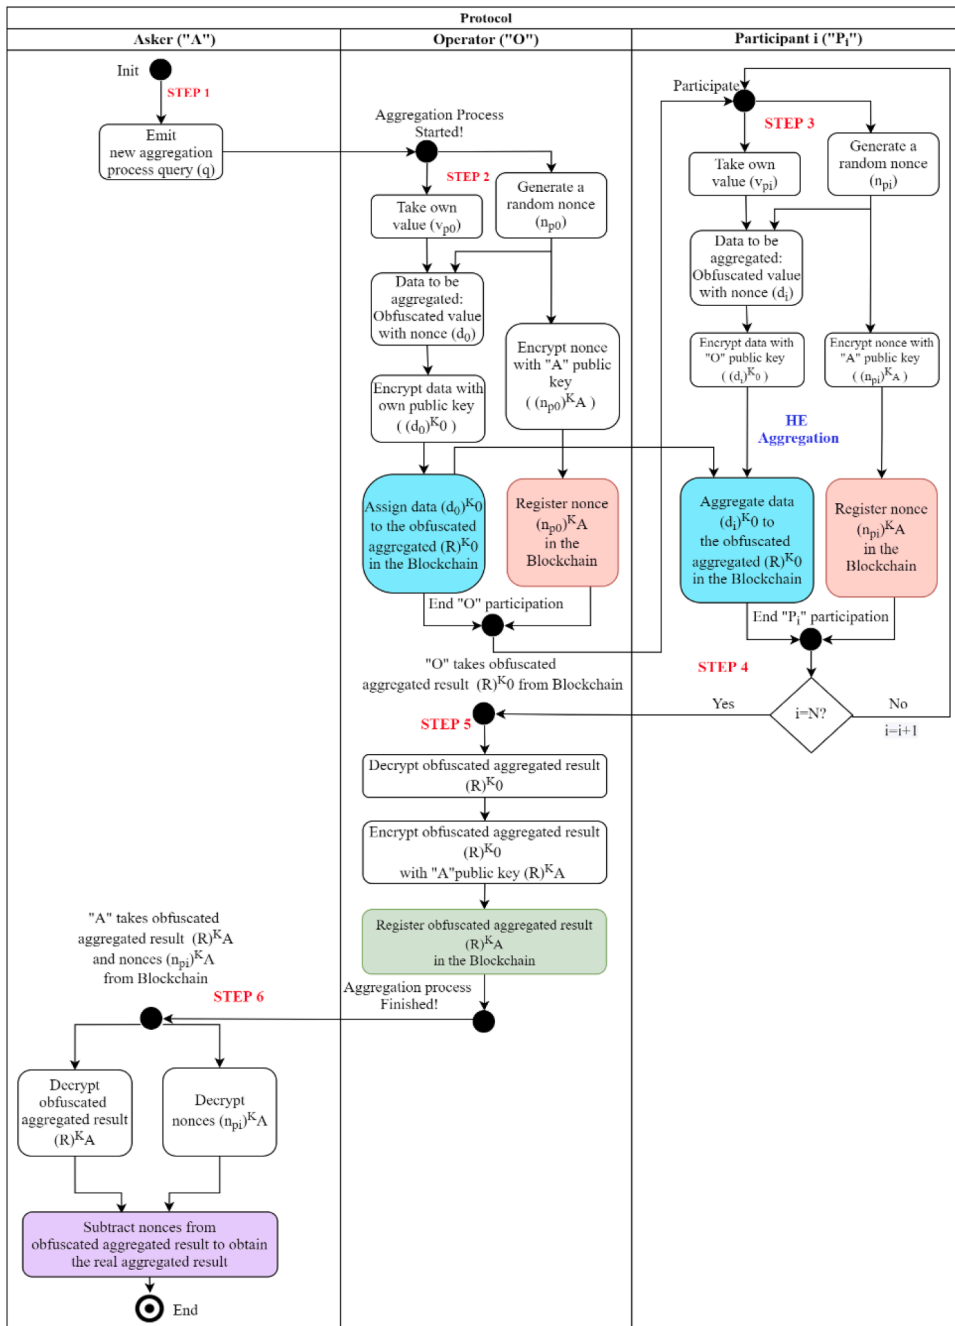 Protocol
Asker ("A")
Operator ("O")
Participant i ("Pi")
Init
STEP 1
Emit
new aggregation
process query (q)
Aggregation Process
Started!
STEP 2
Take own
value (vp0)
Generate a
random nonce
(np0)
Data to be
aggregated:
Obfuscated value
with nonce (d0)
Encrypt data with
own public key
( (d0)K0 )
Encrypt nonce
with "A" public
key
( (np0)KA )
Assign data (d0)K0
to the obfuscated
aggregated (R)K0
in the Blockchain
Register nonce
(np0)KA
in the
Blockchain
End "O" participation
Participate
STEP 3
Take own
value (vpi)
Generate a
random nonce
(npi)
Data to be
aggregated:
Obfuscated value
with nonce (di)
Encrypt data with
"O" public key
( (di)K0 )
Encrypt nonce with
"A" public key
( (npi)KA )
HE
Aggregation
Aggregate data
(di)K0 to
the obfuscated
aggregated (R)K0
in the Blockchain
Register nonce
(npi)KA
in the
Blockchain
End "Pi" participation
STEP 4
i=N?
Yes
No
i=i+1
"O" takes obfuscated
aggregated result (R)K0 from Blockchain
STEP 5
Decrypt obfuscated aggregated result
(R)K0
Encrypt obfuscated aggregated result
(R)K0
with "A"public key (R)KA
Register obfuscated aggregated result
(R)KA
in the Blockchain
Aggregation process
Finished!
"A" takes obfuscated
aggregated result (R)KA
and nonces (npi)KA
from Blockchain
STEP 6
Decrypt
obfuscated
aggregated result
(R)KA
Decrypt
nonces (npi)KA
Subtract nonces from
obfuscated aggregated result to obtain
the real aggregated result
End